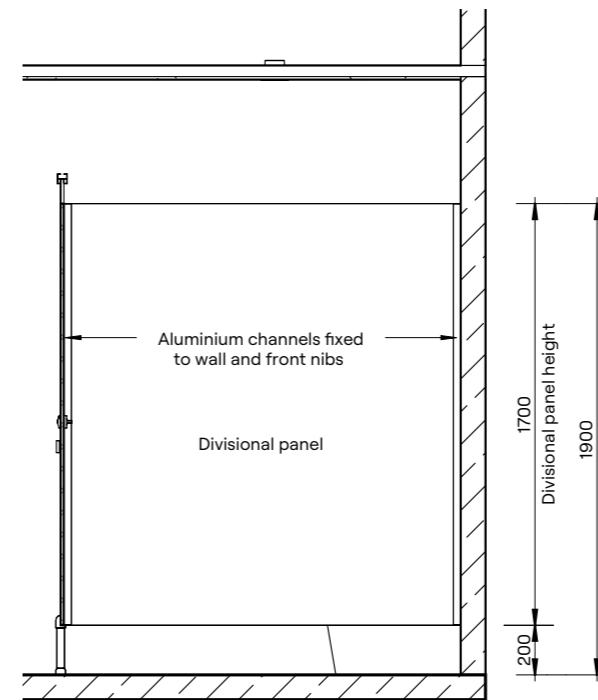 Aluminium channels fixed
to wall and front nibs
Divisional panel
1700
Divisional panel height
1900
200